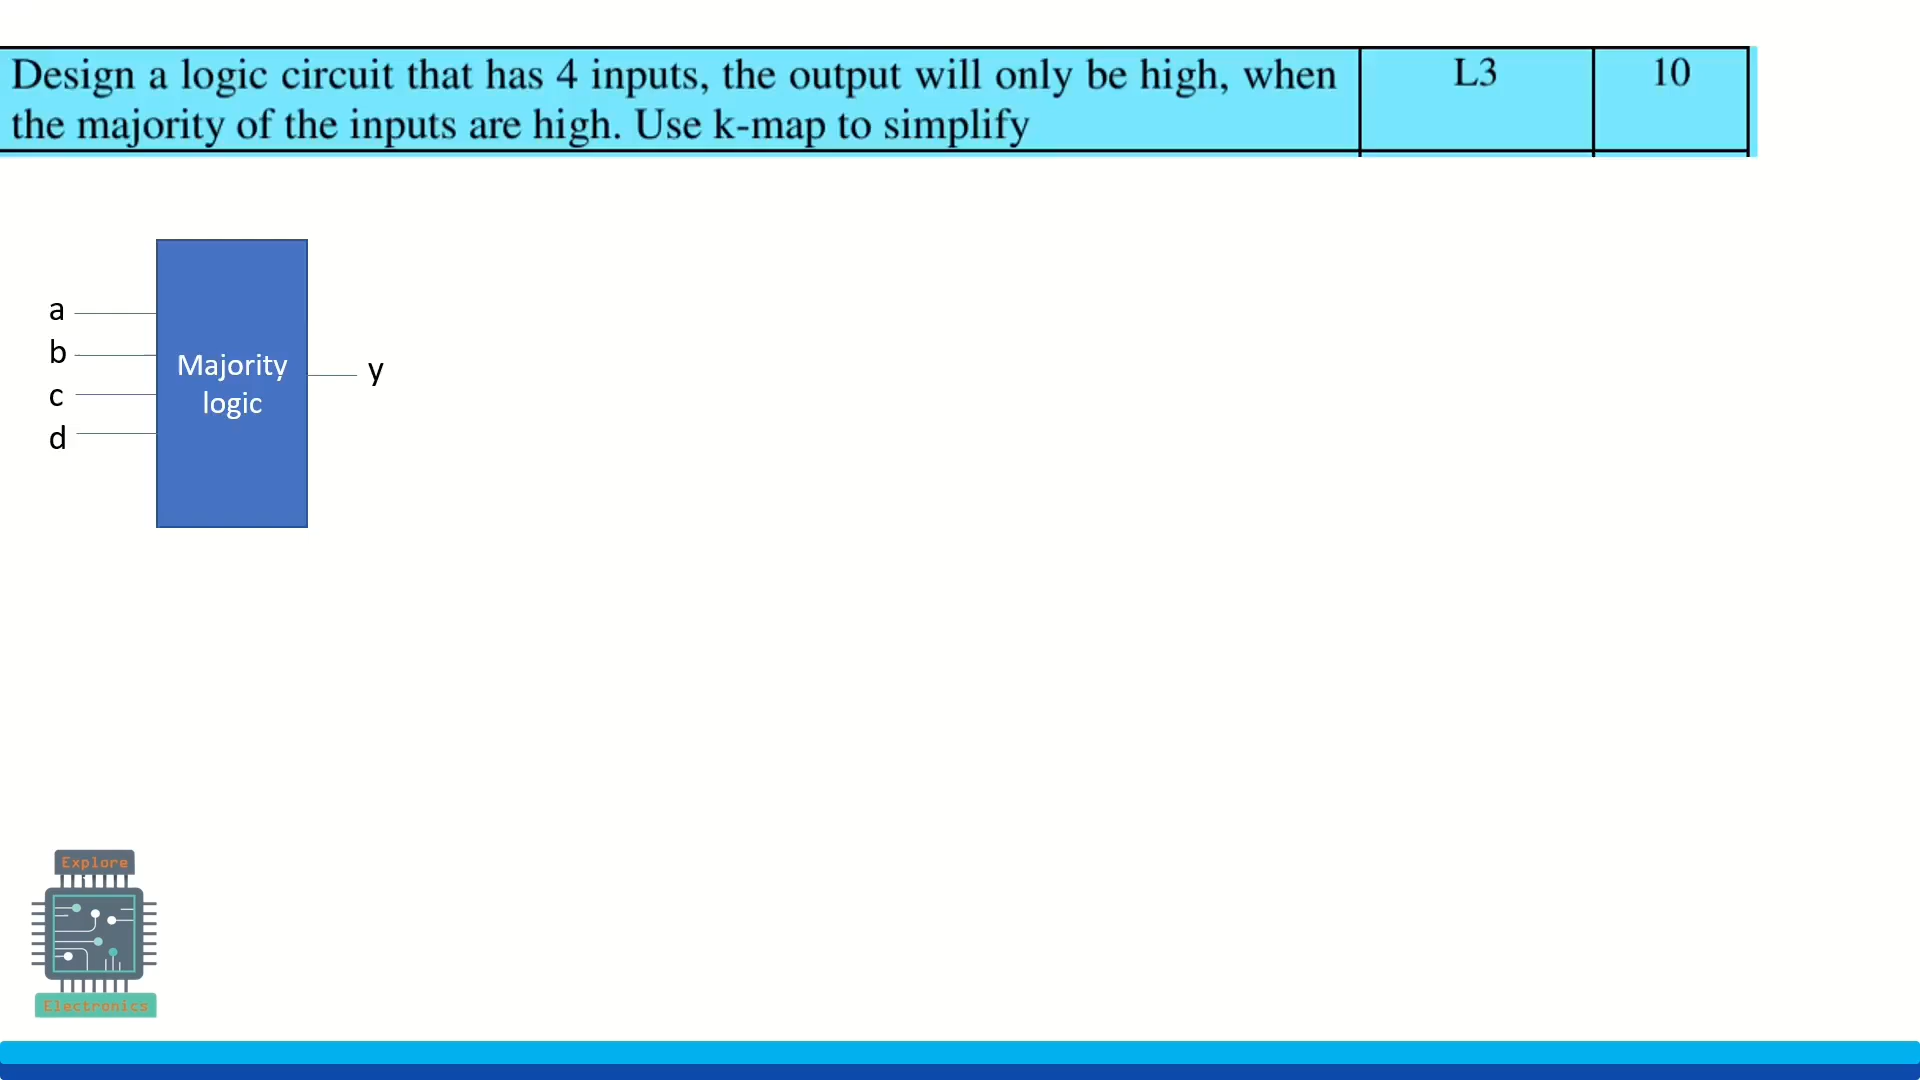 Design a logic circuit that has 4 inputs, the output will only be high, when
the majority of the inputs are high. Use k-map to simplify
L3
10
a
b
c
d
Majority
logic
y
Explore
Electronics